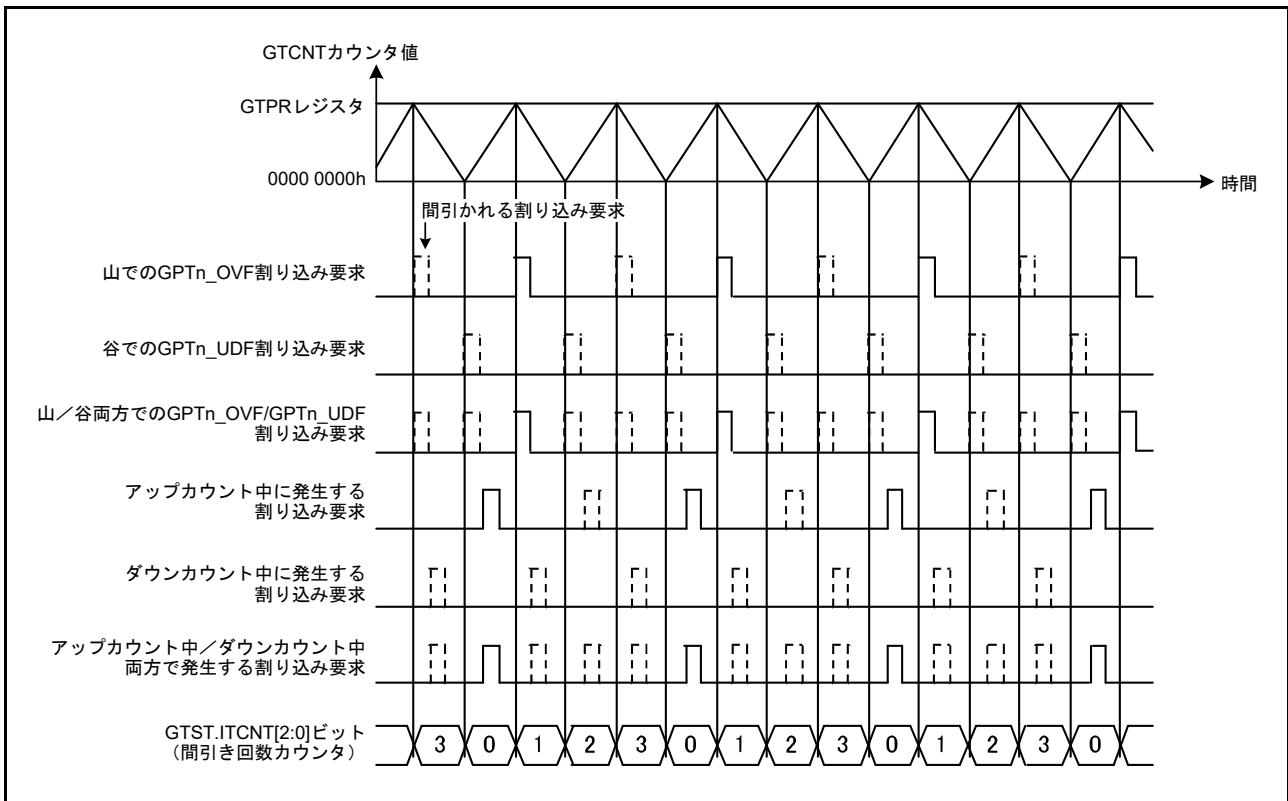 GTCNTカウンタ値
GTPRレジスタ
0000 0000h
時間
間引かれる割り込み要求
山でのGPTn_OVF割り込み要求
谷でのGPTn_UDF割り込み要求
山／谷両方でのGPTn_OVF/GPTn_UDF
割り込み要求
アップカウント中に発生する
割り込み要求
ダウンカウント中に発生する
割り込み要求
アップカウント中／ダウンカウント中
両方で発生する割り込み要求
GTST.ITCNT[2:0]ビット
（間引き回数カウンタ）
3 0 1 2 3 0 1 2 3 0 1 2 3 0